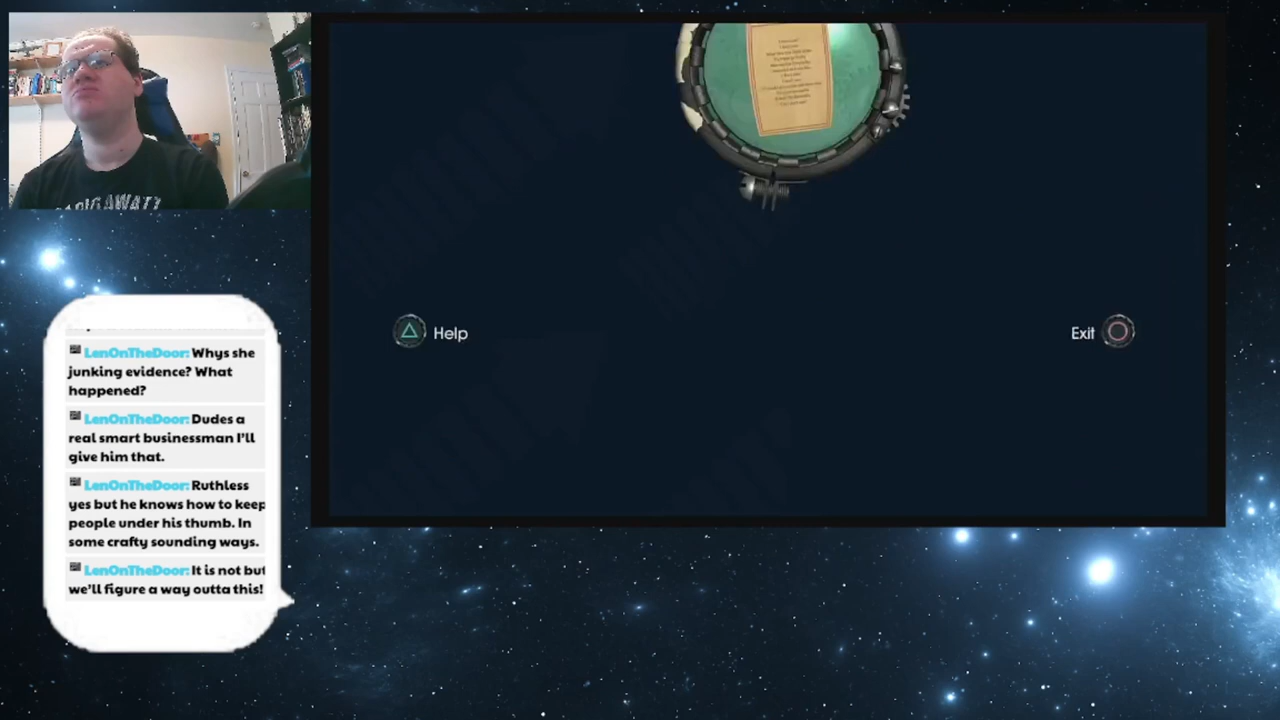 LenOnTheDoor: Whys she
junking evidence? What
happened?
LenOnTheDoor: Dudes a
real smart businessman I'll
give him that.
LenOnTheDoor: Ruthless
yes but he knows how to keep
people under his thumb. In
some crafty sounding ways.
LenOnTheDoor: It is not but
we'll figure a way outta this!
Help
Exit